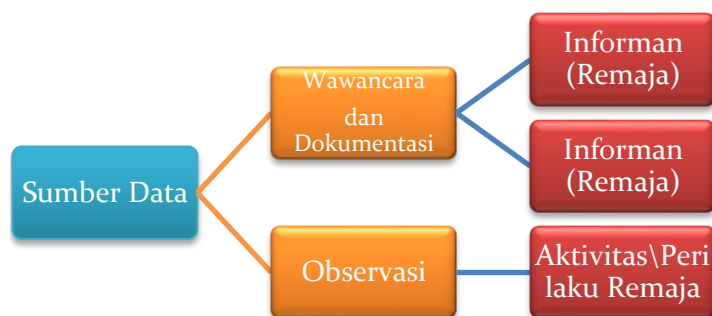 Sumber Data
Wawancara
dan
Dokumentasi
Observasi
Informan
(Remaja)
Informan
(Remaja)
Aktivitas\Peri
laku Remaja